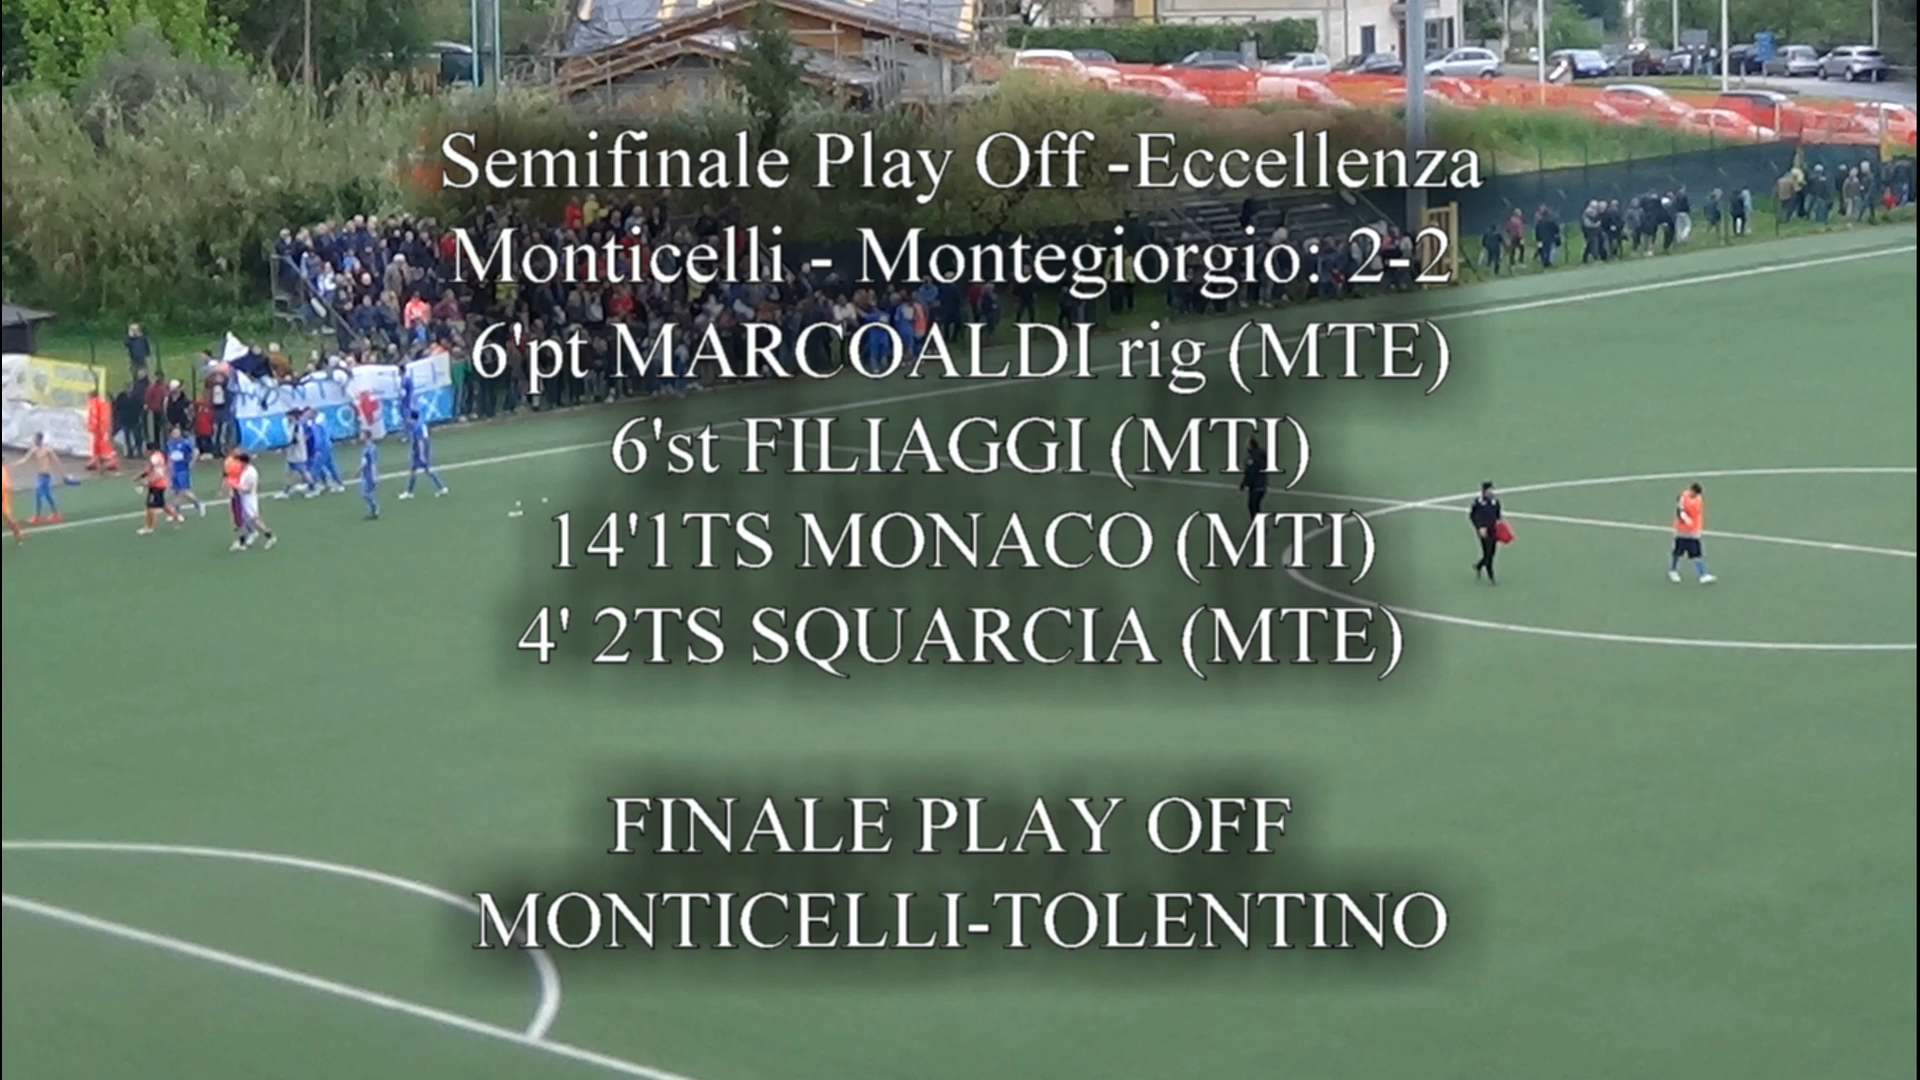 Semifinale Play Off -Eccellenza
Monticelli - Montegiorgio: 2-2
6'pt MARCOALDI rig (MTE)
6'st FILIAGGI (MTI)
14'1TS MONACO (MTI)
4' 2TS SQUARCIA (MTE)
FINALE PLAY OFF
MONTICELLI-TOLENTINO